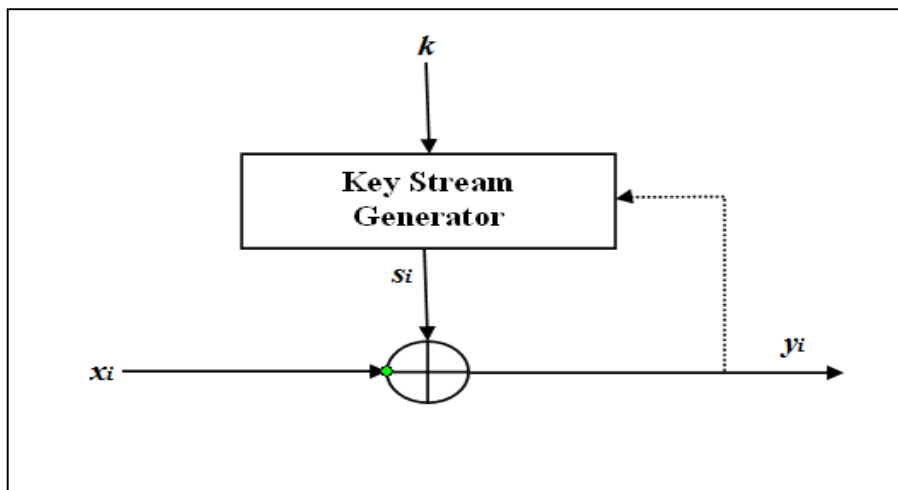 k
Key Stream
Generator
si
xi
yi